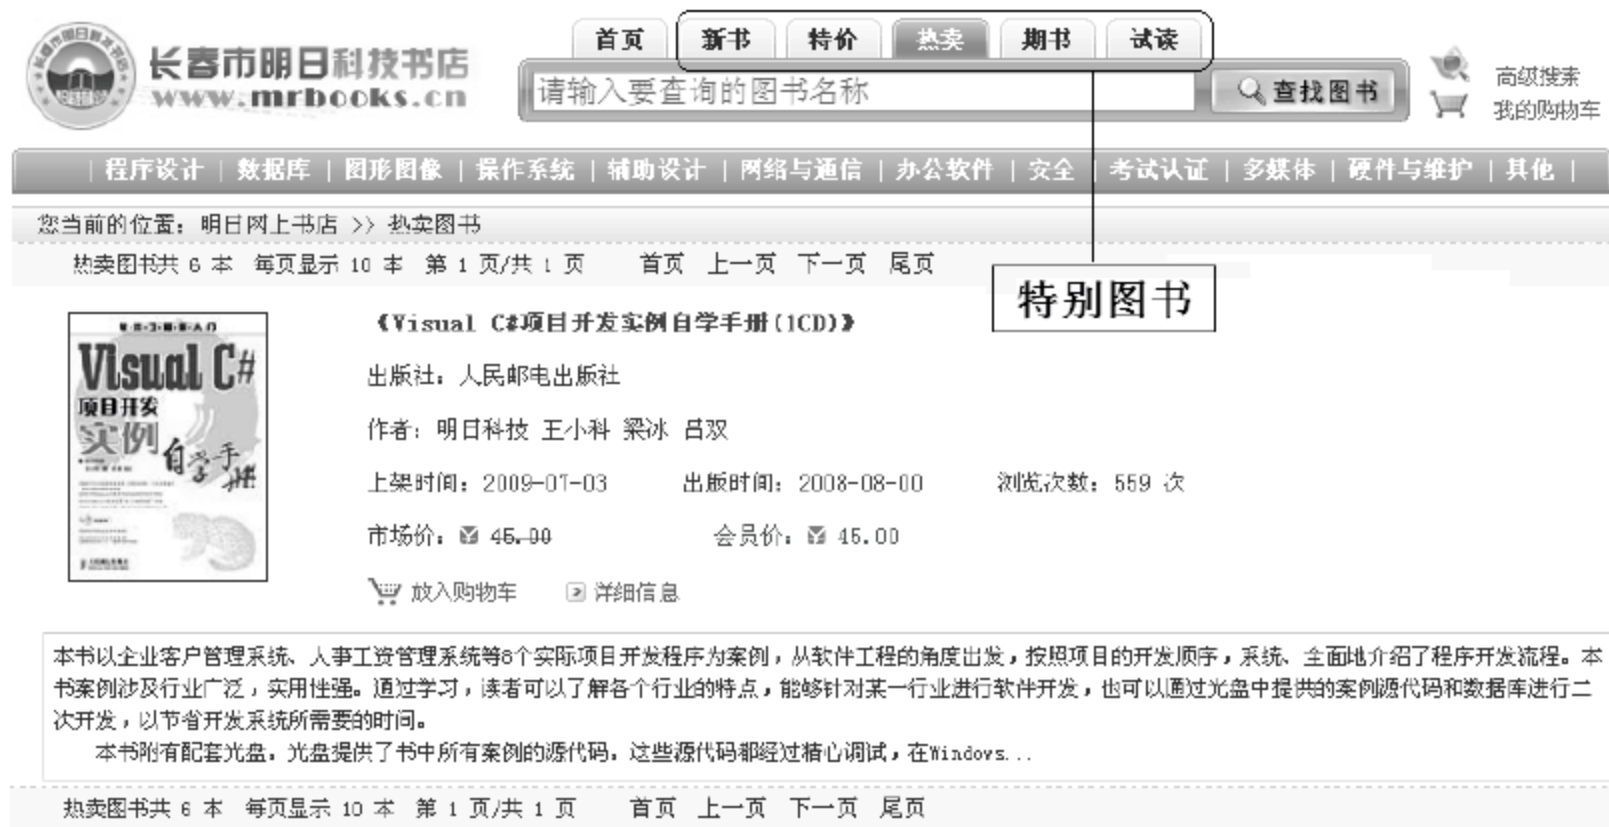 首页 新书 特价 热卖 期书 试读
长春市明日科技书店
www.mrbooks.cn
请输入要查询的图书名称 查找图书
高级搜索
我的购物车
| 程序设计 | 数据库 | 图形图像 | 操作系统 | 辅助设计 | 网络与通信 | 办公软件 | 安全 | 考试认证 | 多媒体 | 硬件与维护 | 其他 |
您当前的位置：明日网上书店 >> 热卖图书
热卖图书共 6 本 每页显示 10 本 第 1 页/共 1 页 首页 上一页 下一页 尾页
特别图书
Visual C#
项目开发
实例
自学手册
《Visual C#项目开发实例自学手册(1CD)》
出版社：人民邮电出版社
作者：明日科技 王小科 梁冰 吕双
上架时间：2009-07-03 出版时间：2008-08-00 浏览次数：559 次
市场价：¥ 45.00 会员价：¥ 45.00
放入购物车 详细信息
本书以企业客户管理系统、人事工资管理系统等8个实际项目开发程序为案例，从软件工程的角度出发，按照项目的开发顺序，系统、全面地介绍了程序开发流程。本
书案例涉及行业广泛，实用性强。通过学习，读者可以了解各个行业的特点，能够针对某一行业进行软件开发，也可以通过光盘中提供的案例源代码和数据库进行二
次开发，以节省开发系统所需要的时间。
本书附有配套光盘。光盘提供了书中所有案例的源代码。这些源代码都经过精心调试，在Windows...
热卖图书共 6 本 每页显示 10 本 第 1 页/共 1 页 首页 上一页 下一页 尾页